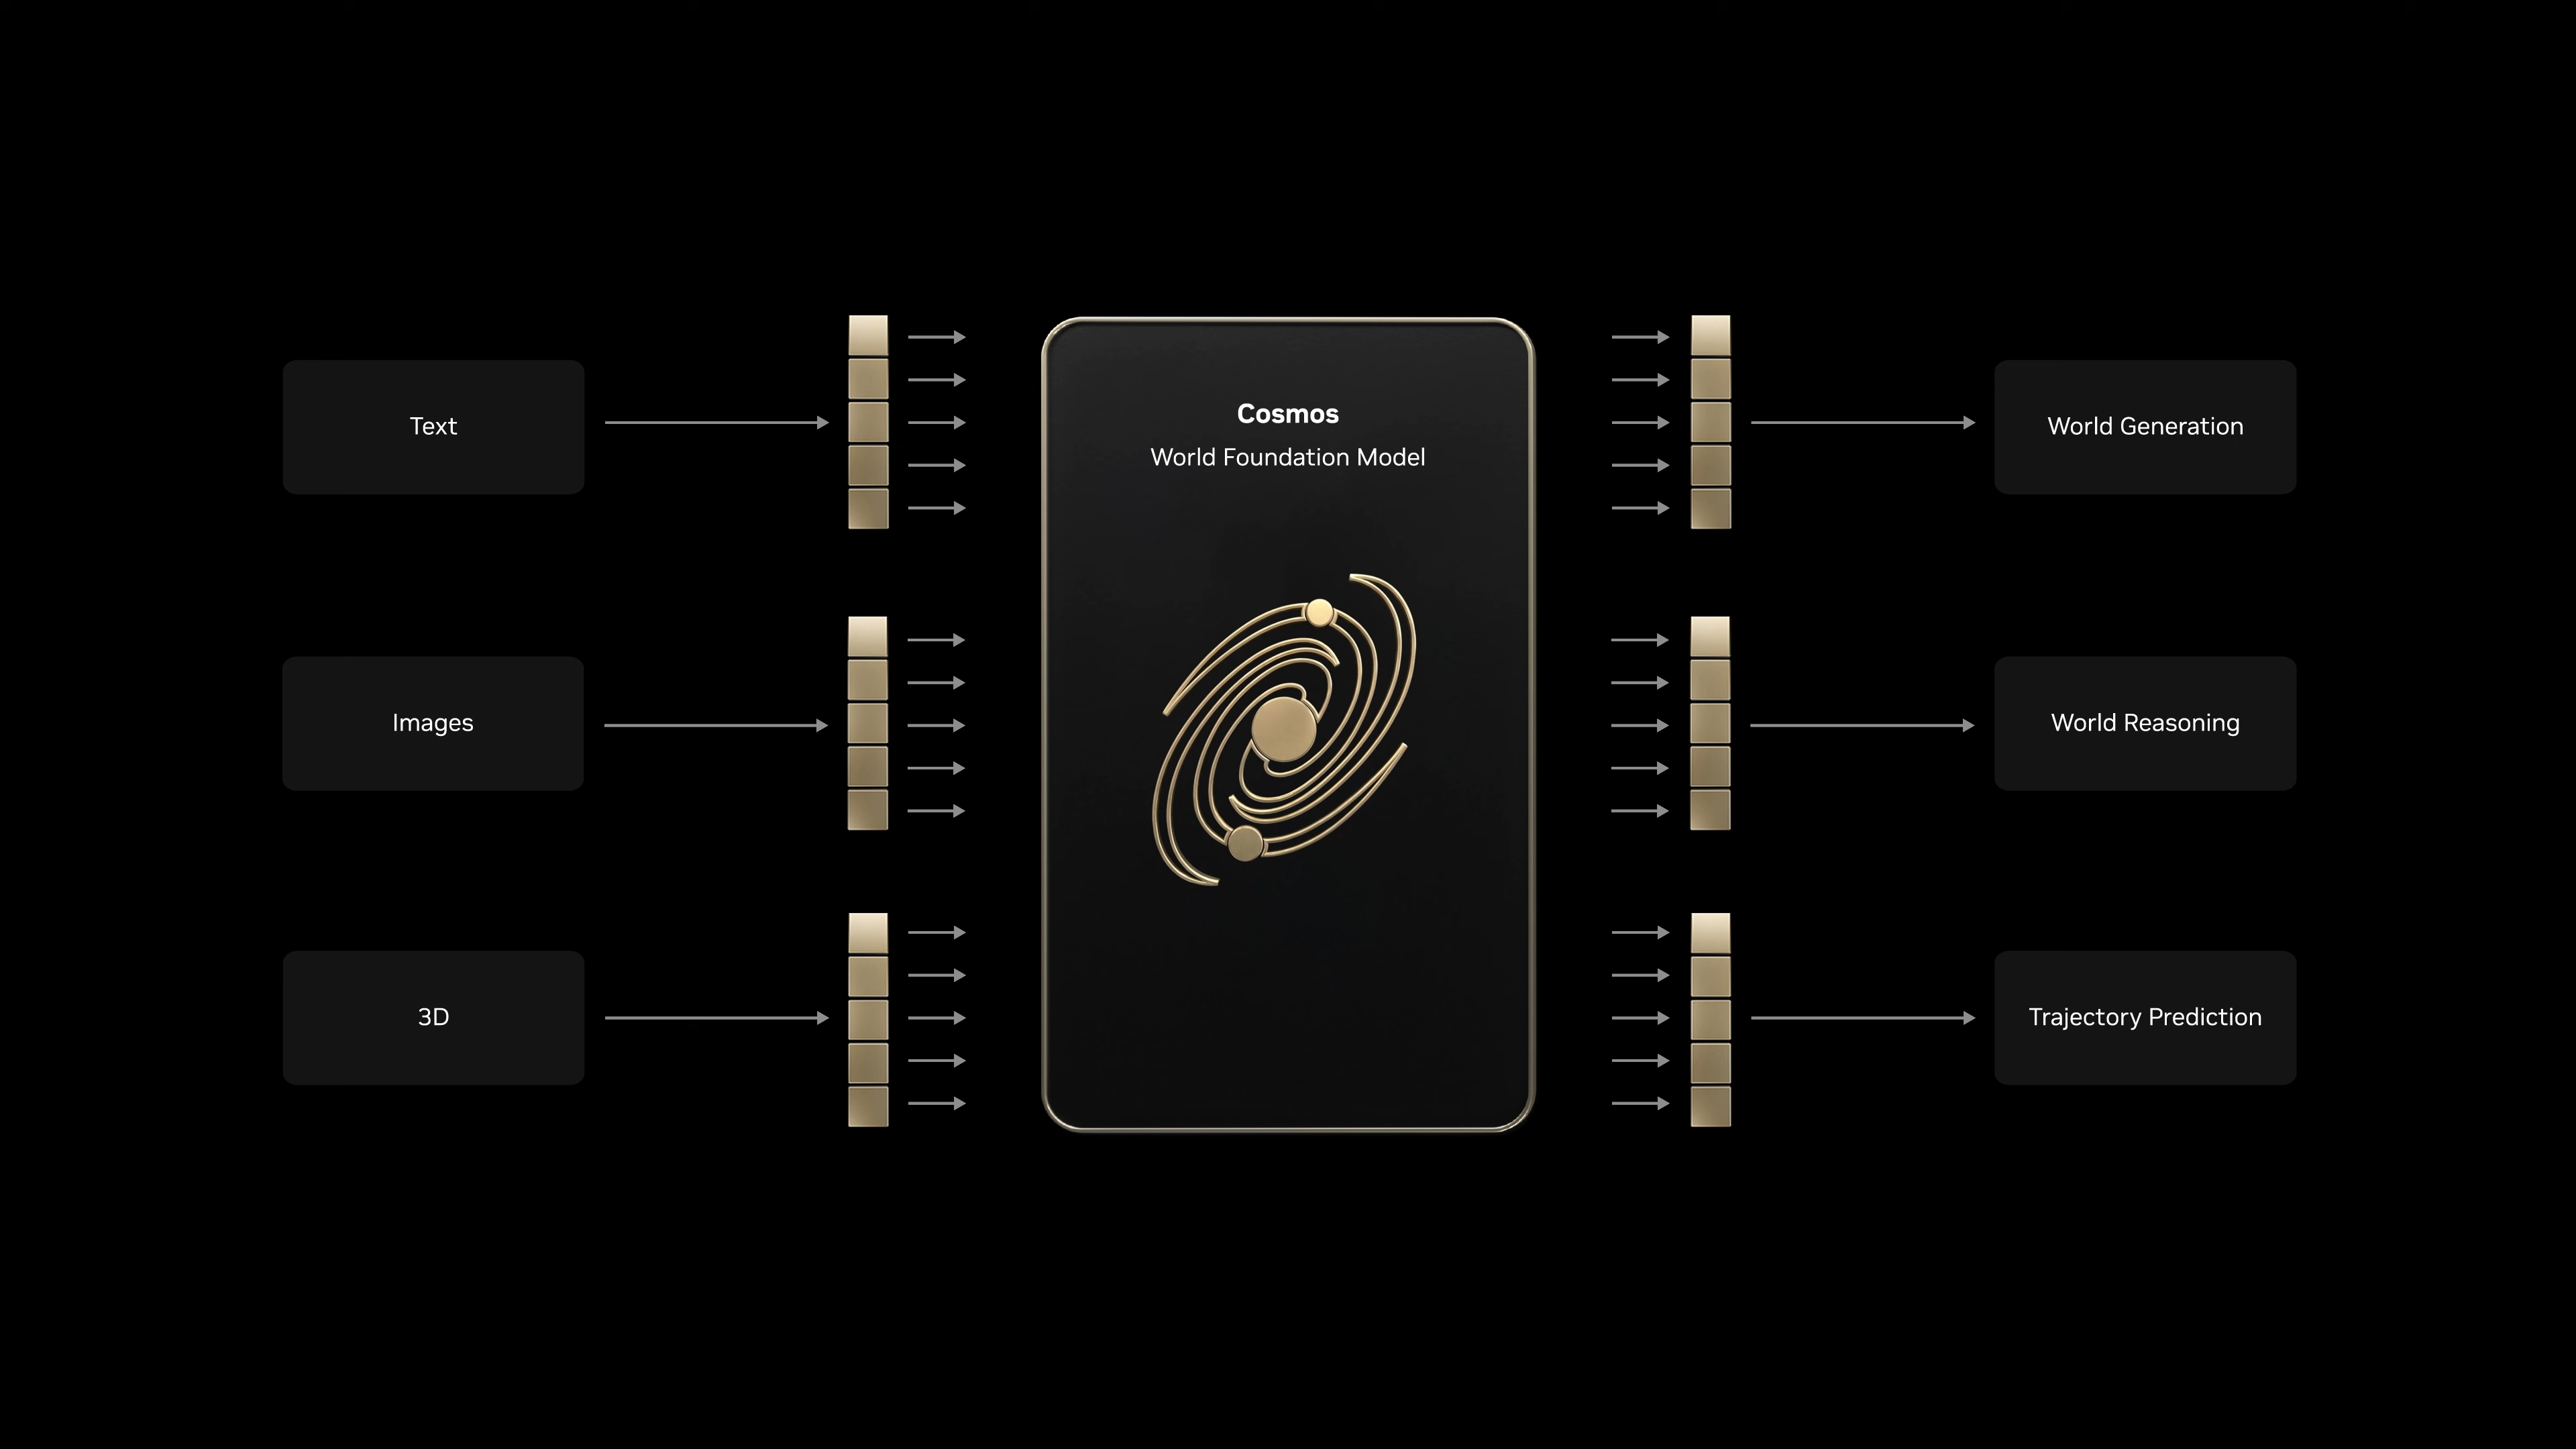 Text
Images
3D
Cosmos
World Foundation Model
World Generation
World Reasoning
Trajectory Prediction